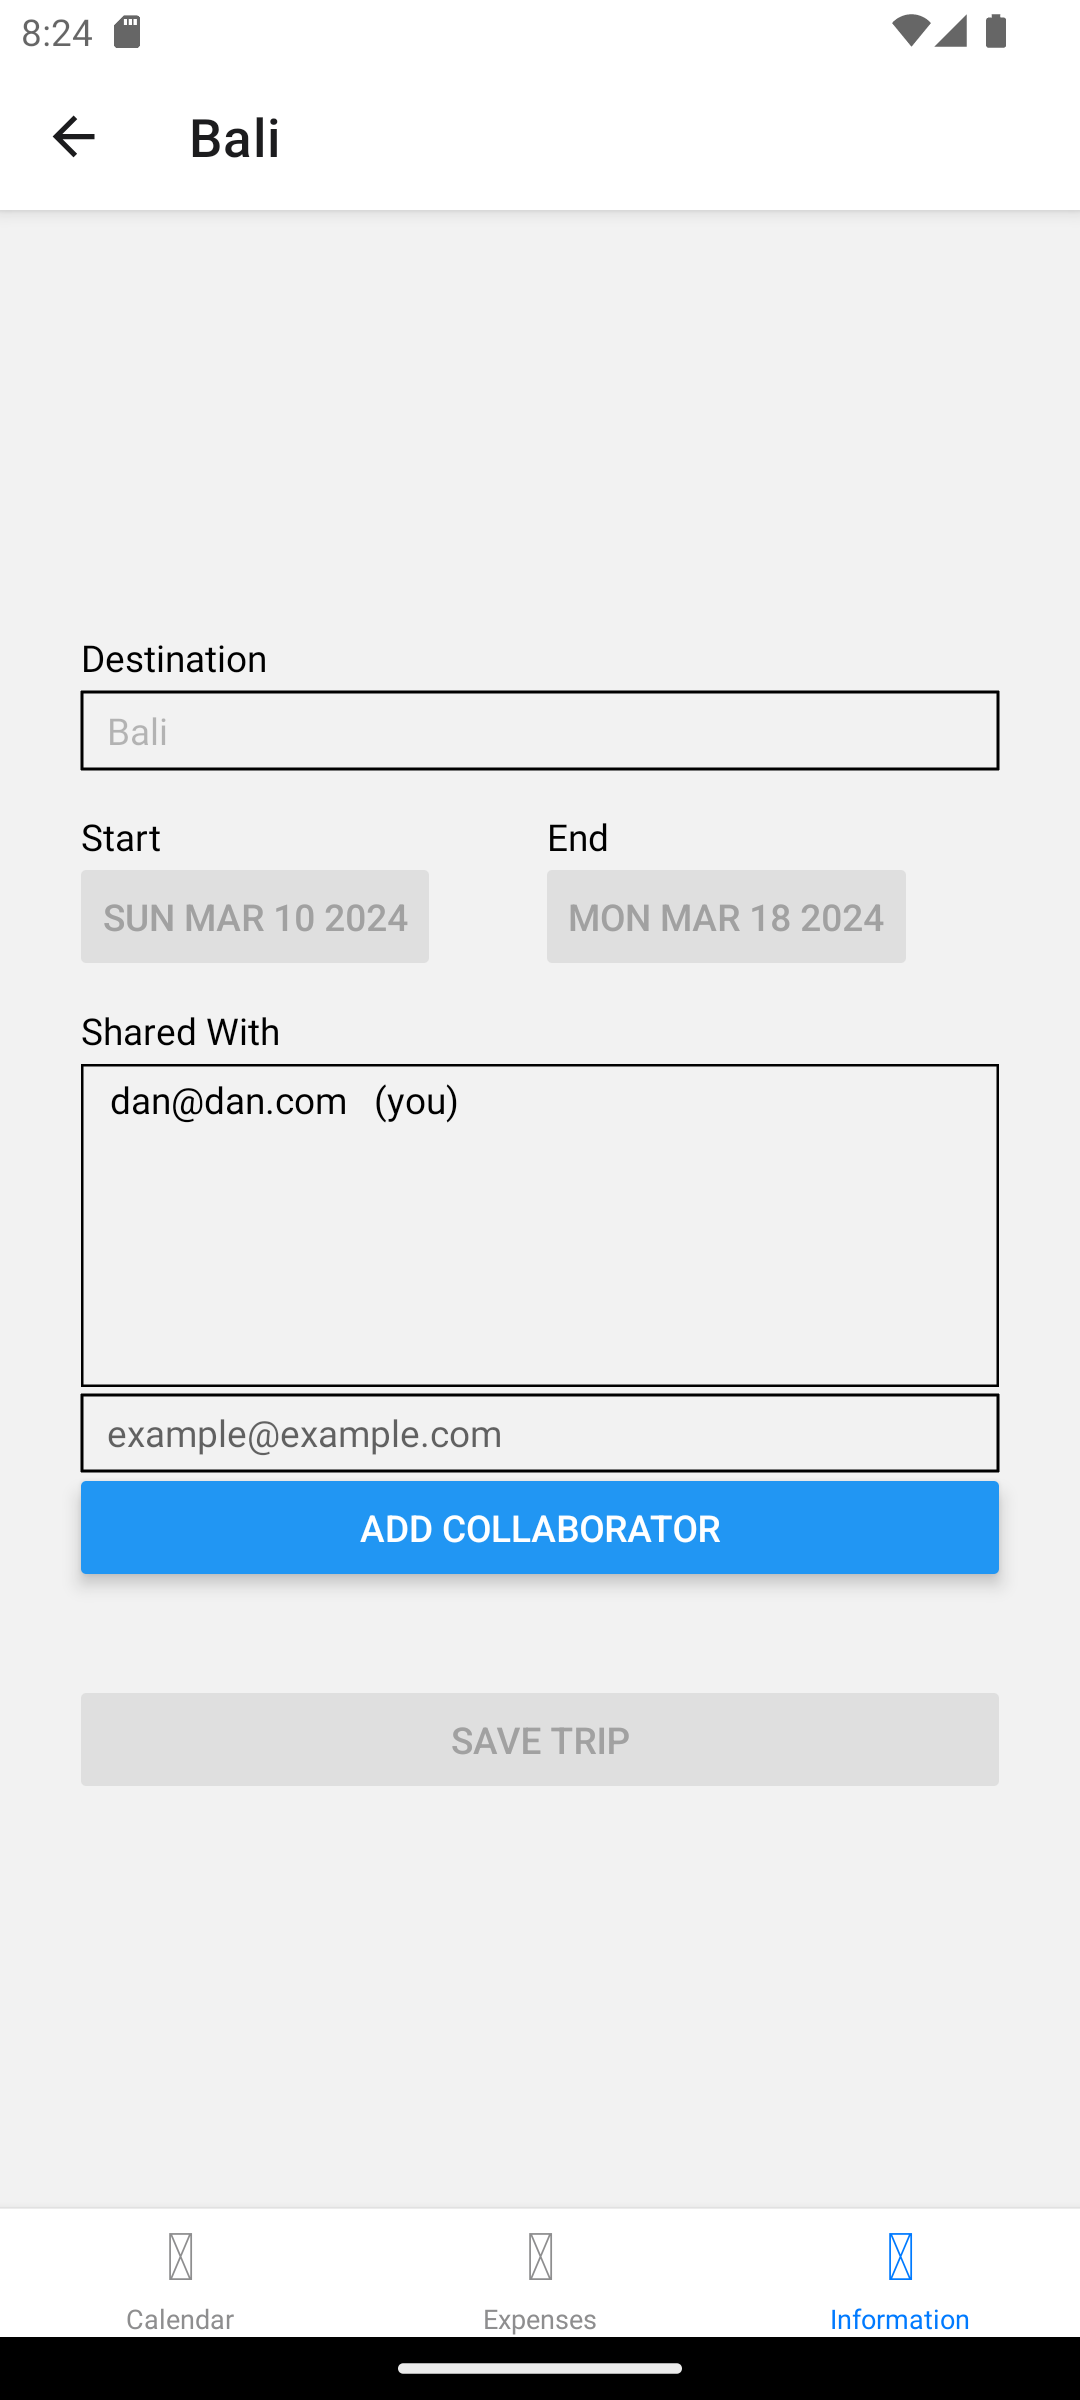 8:24
Bali
Destination
Bali
Start End
SUN MAR 10 2024 MON MAR 18 2024
Shared With
dan@dan.com (you)
example@example.com
ADD COLLABORATOR
SAVE TRIP
Calendar Expenses Information